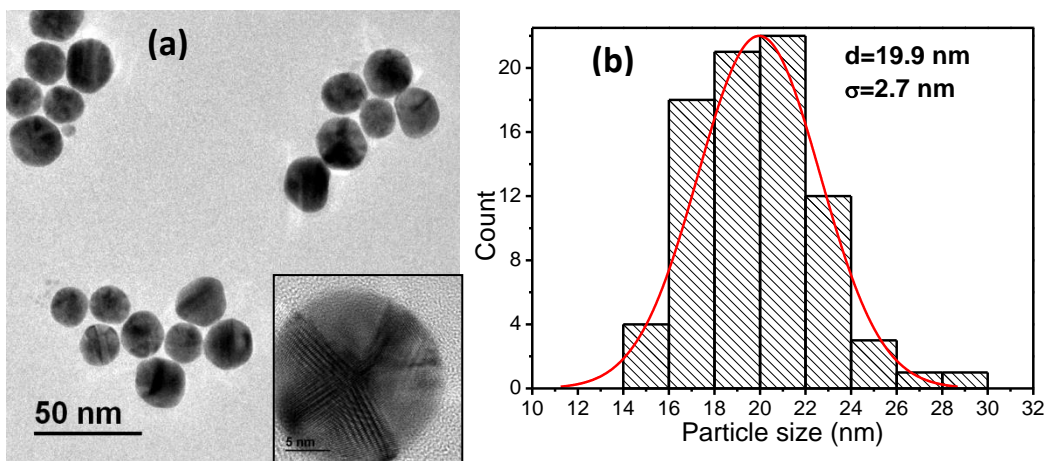 (a)
50 nm
5 nm
(b)
d=19.9 nm
σ=2.7 nm
Count
20
16
12
8
4
0
10 12 14 16 18 20 22 24 26 28 30 32
Particle size (nm)